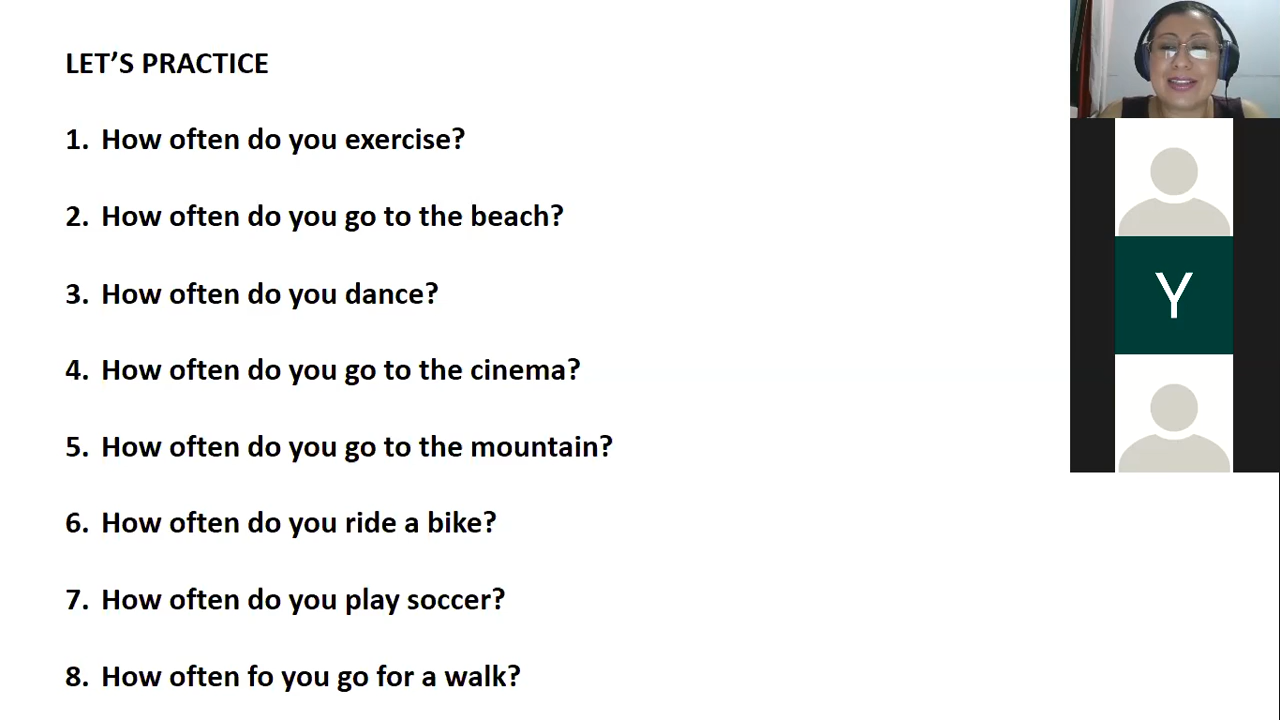 LET’S PRACTICE
1. How often do you exercise?
2. How often do you go to the beach?
3. How often do you dance?
4. How often do you go to the cinema?
5. How often do you go to the mountain?
6. How often do you ride a bike?
7. How often do you play soccer?
8. How often fo you go for a walk?
Y